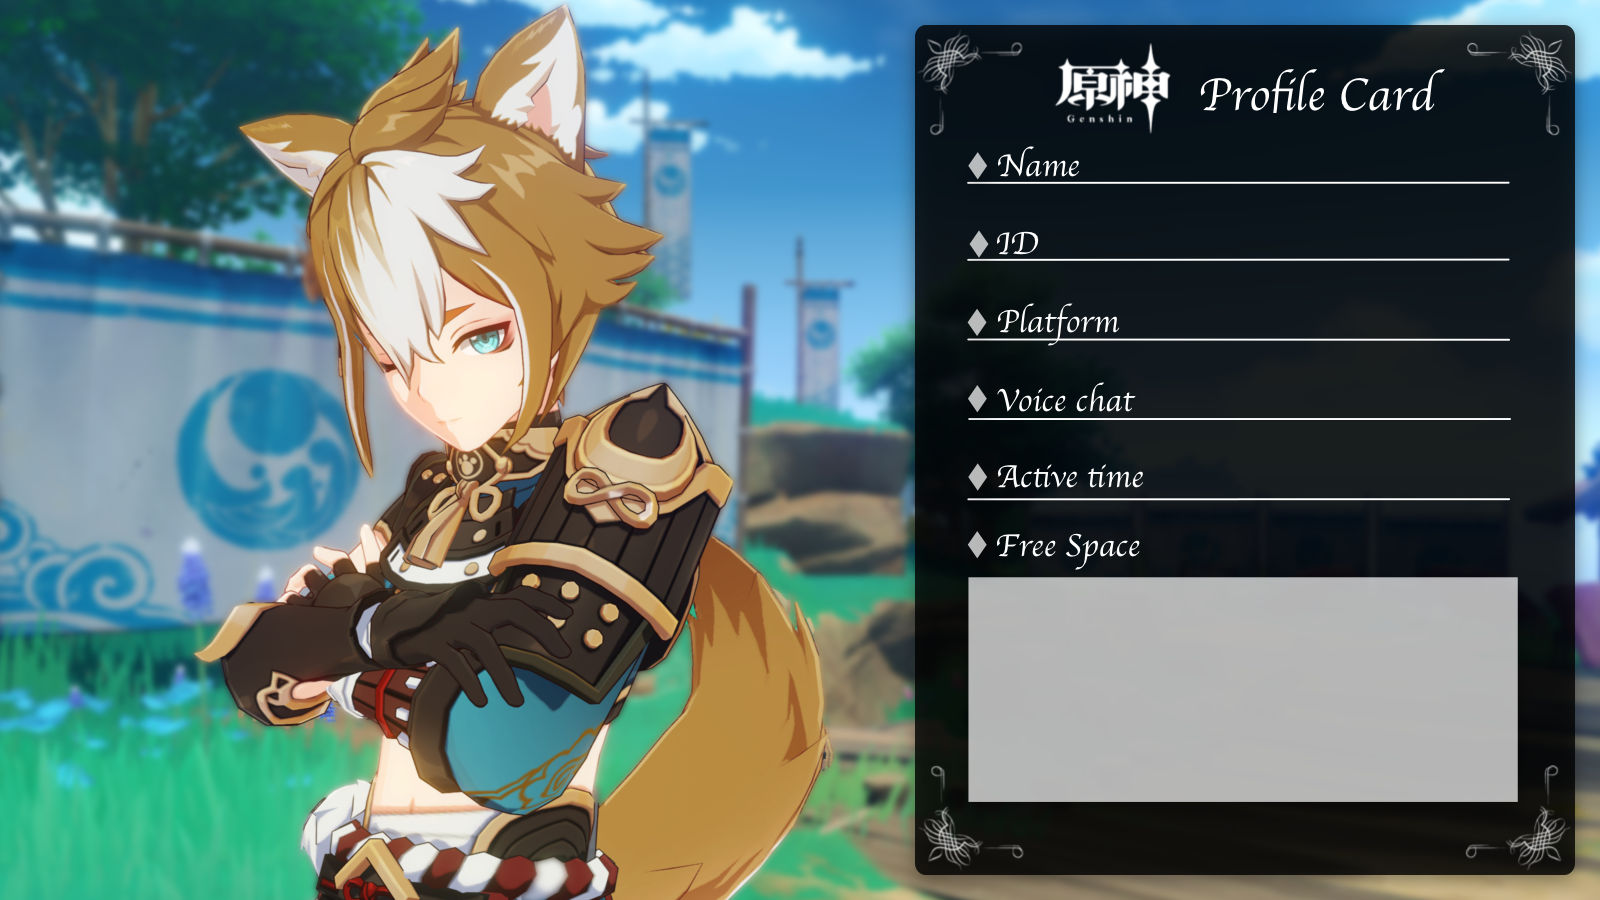 原神
Genshin
Profile Card
Name
ID
Platform
Voice chat
Active time
Free Space